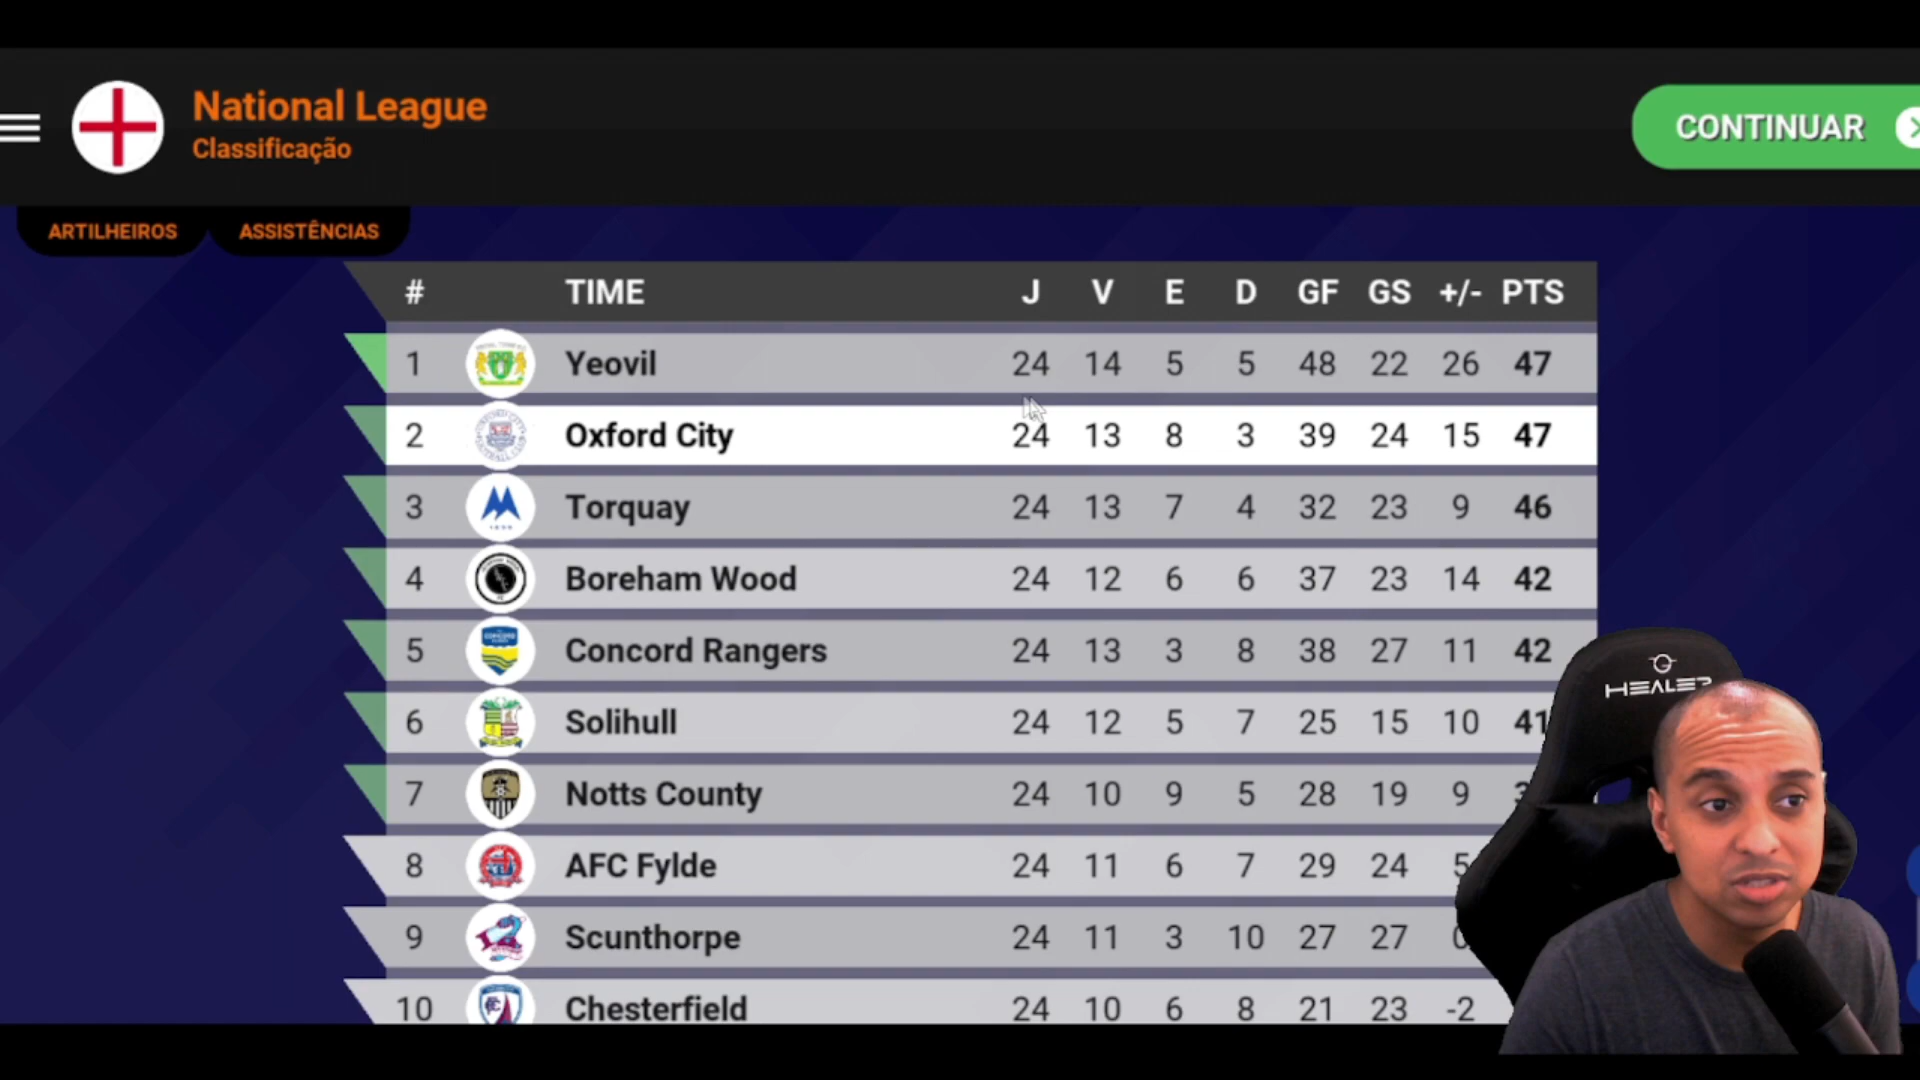 National League
Classificação
CONTINUAR
ARTILHEIROS ASSISTÊNCIAS
# TIME J V E D GF GS +/- PTS
1 Yeovil 24 14 5 5 48 22 26 47
2 Oxford City 24 13 8 3 39 24 15 47
3 Torquay 24 13 7 4 32 23 9 46
4 Boreham Wood 24 12 6 6 37 23 14 42
5 Concord Rangers 24 13 3 8 38 27 11 42
6 Solihull 24 12 5 7 25 15 10 41
7 Notts County 24 10 9 5 28 19 9
8 AFC Fylde 24 11 6 7 29 24 5
9 Scunthorpe 24 11 3 10 27 27 0
10 Chesterfield 24 10 6 8 21 23 -2
HEALER